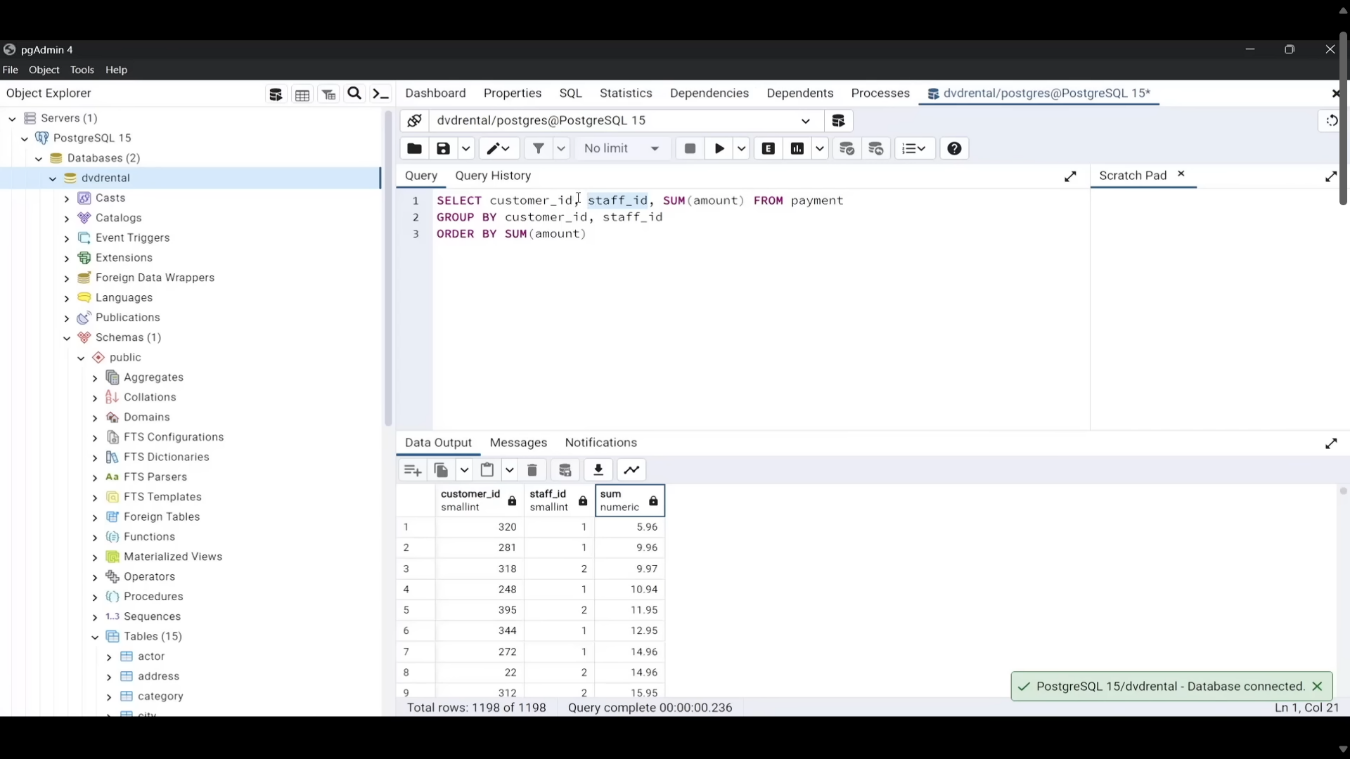 pgAdmin 4
File Object Tools Help
Object Explorer
Dashboard Properties SQL Statistics Dependencies Dependents Processes dvdrental/postgres@PostgreSQL 15*
Servers (1)
PostgreSQL 15
Databases (2)
dvdrental
Casts
Catalogs
Event Triggers
Extensions
Foreign Data Wrappers
Languages
Publications
Schemas (1)
public
Aggregates
Collations
Domains
FTS Configurations
FTS Dictionaries
Aa FTS Parsers
FTS Templates
Foreign Tables
Functions
Materialized Views
Operators
Procedures
1..3 Sequences
Tables (15)
actor
address
category
city
dvdrental/postgres@PostgreSQL 15
No limit
Query Query History
Scratch Pad
1 SELECT customer_id, staff_id, SUM(amount) FROM payment
2 GROUP BY customer_id, staff_id
3 ORDER BY SUM(amount)
Data Output Messages Notifications
customer_id staff_id sum
smallint smallint numeric
1 320 1 5.96
2 281 1 9.96
3 318 2 9.97
4 248 1 10.94
5 395 2 11.95
6 344 1 12.95
7 272 1 14.96
8 22 2 14.96
9 312 2 15.95
PostgreSQL 15/dvdrental - Database connected.
Total rows: 1198 of 1198 Query complete 00:00:00.236 Ln 1, Col 21